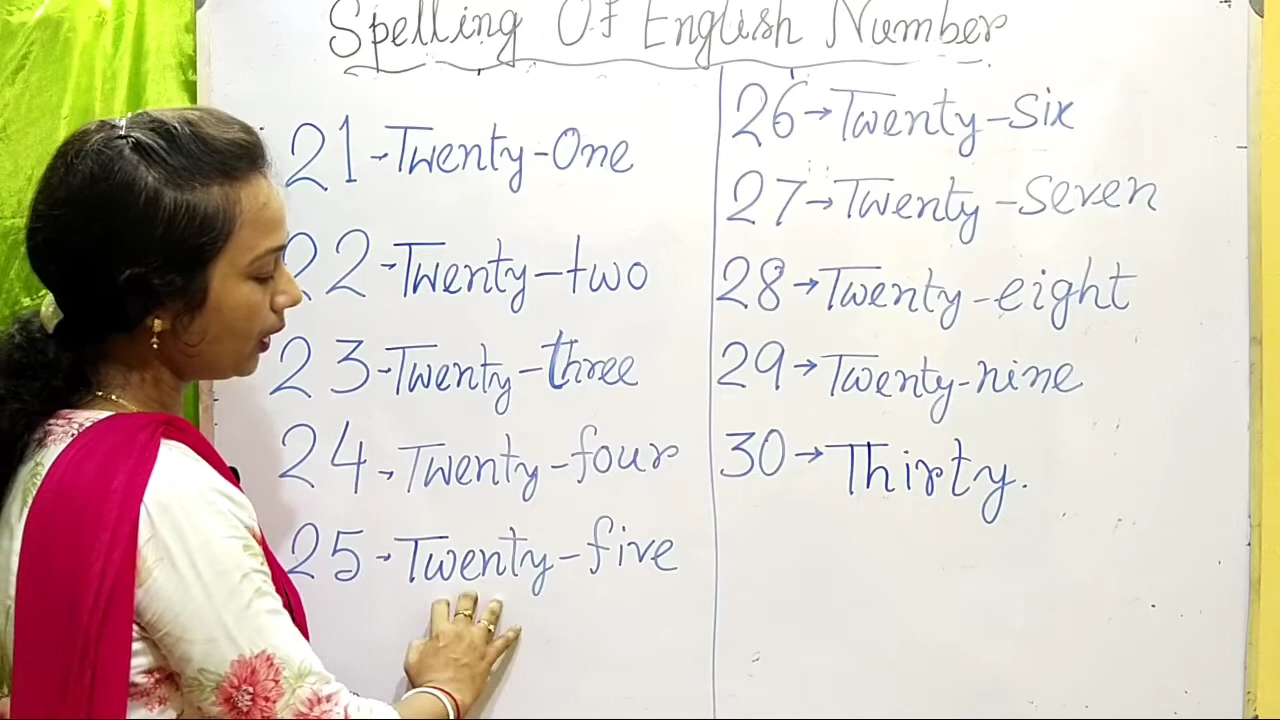 Spelling Of English Number
21-Twenty-One
22-Twenty-two
23-Twenty-three
24-Twenty-four
25-Twenty-five
26→Twenty-Six
27→Twenty-Seven
28→Twenty-eight
29→Twenty-nine
30→Thirty.